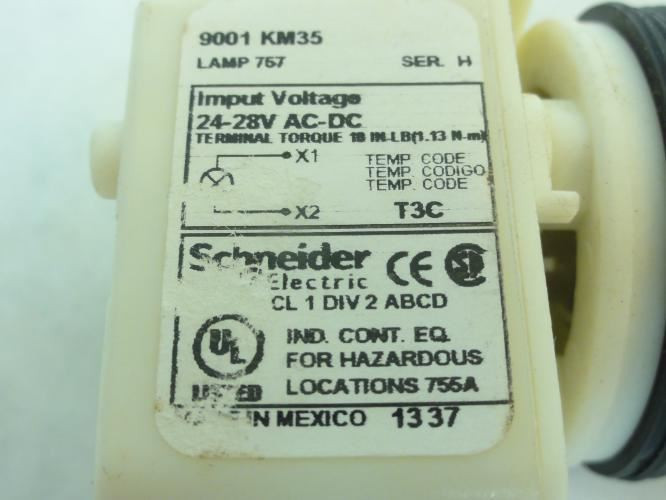 9001 KM35
LAMP 757 SER. H
Imput Voltage
24-28V AC-DC
TERMINAL TORQUE 10 IN-LB(1.13 N-m)
X1
TEMP. CODE
TEMP. CODIGO
TEMP. CODE
X2 T3C
Schneider
Electric
CE
CL 1 DIV 2 ABCD
UL
LISTED
IND. CONT. EQ.
FOR HAZARDOUS
LOCATIONS 755A
IN MEXICO 1337